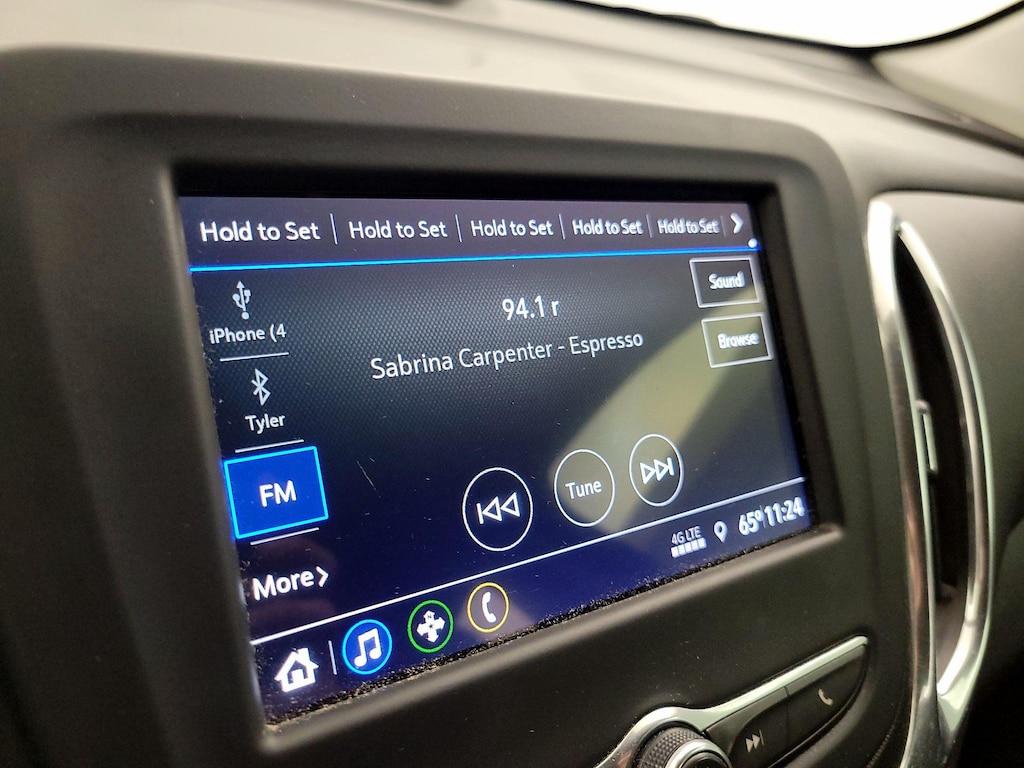 Hold to Set Hold to Set Hold to Set Hold to Set Hold to Set
Sound
iPhone (4
94.1 r
Browse
Sabrina Carpenter - Espresso
Tyler
FM
Tune
More
4G LTE
65° 11:24